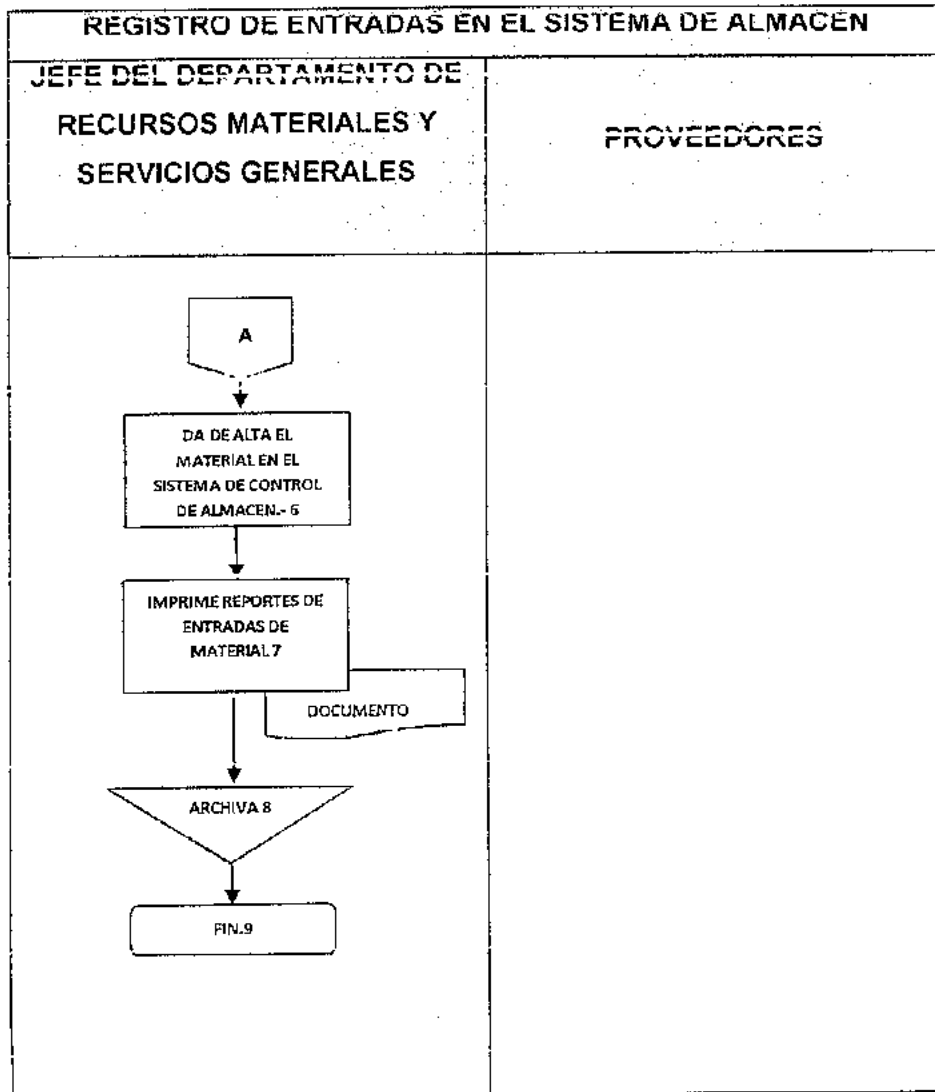 REGISTRO DE ENTRADAS EN EL SISTEMA DE ALMACÉN
JEFE DEL DEPARTAMENTO DE
RECURSOS MATERIALES Y
SERVICIOS GENERALES
PROVEEDORES
A
DA DE ALTA EL
MATERIAL EN EL
SISTEMA DE CONTROL
DE ALMACEN.- 6
IMPRIME REPORTES DE
ENTRADAS DE
MATERIAL 7
DOCUMENTO
ARCHIVA 8
FIN.9